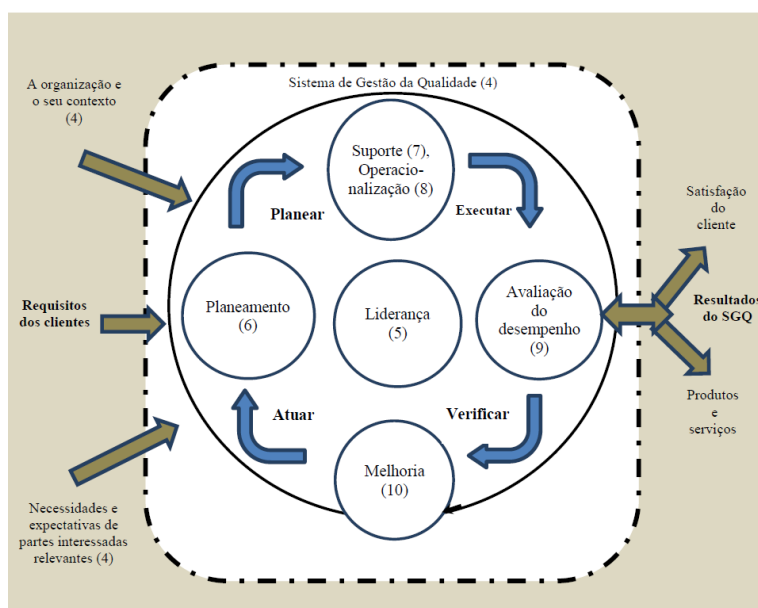 Sistema de Gestão da Qualidade (4)
A organização e
o seu contexto
(4)
Suporte (7),
Operacio-
nalização (8)
Planear
Executar
Satisfação
do
cliente
Requisitos
dos clientes
Planeamento
(6)
Liderança
(5)
Avaliação
do
desempenho
(9)
Resultados
do SGQ
Atuar
Verificar
Produtos
e
serviços
Melhoria
(10)
Necessidades e
expectativas de
partes interessadas
relevantes (4)